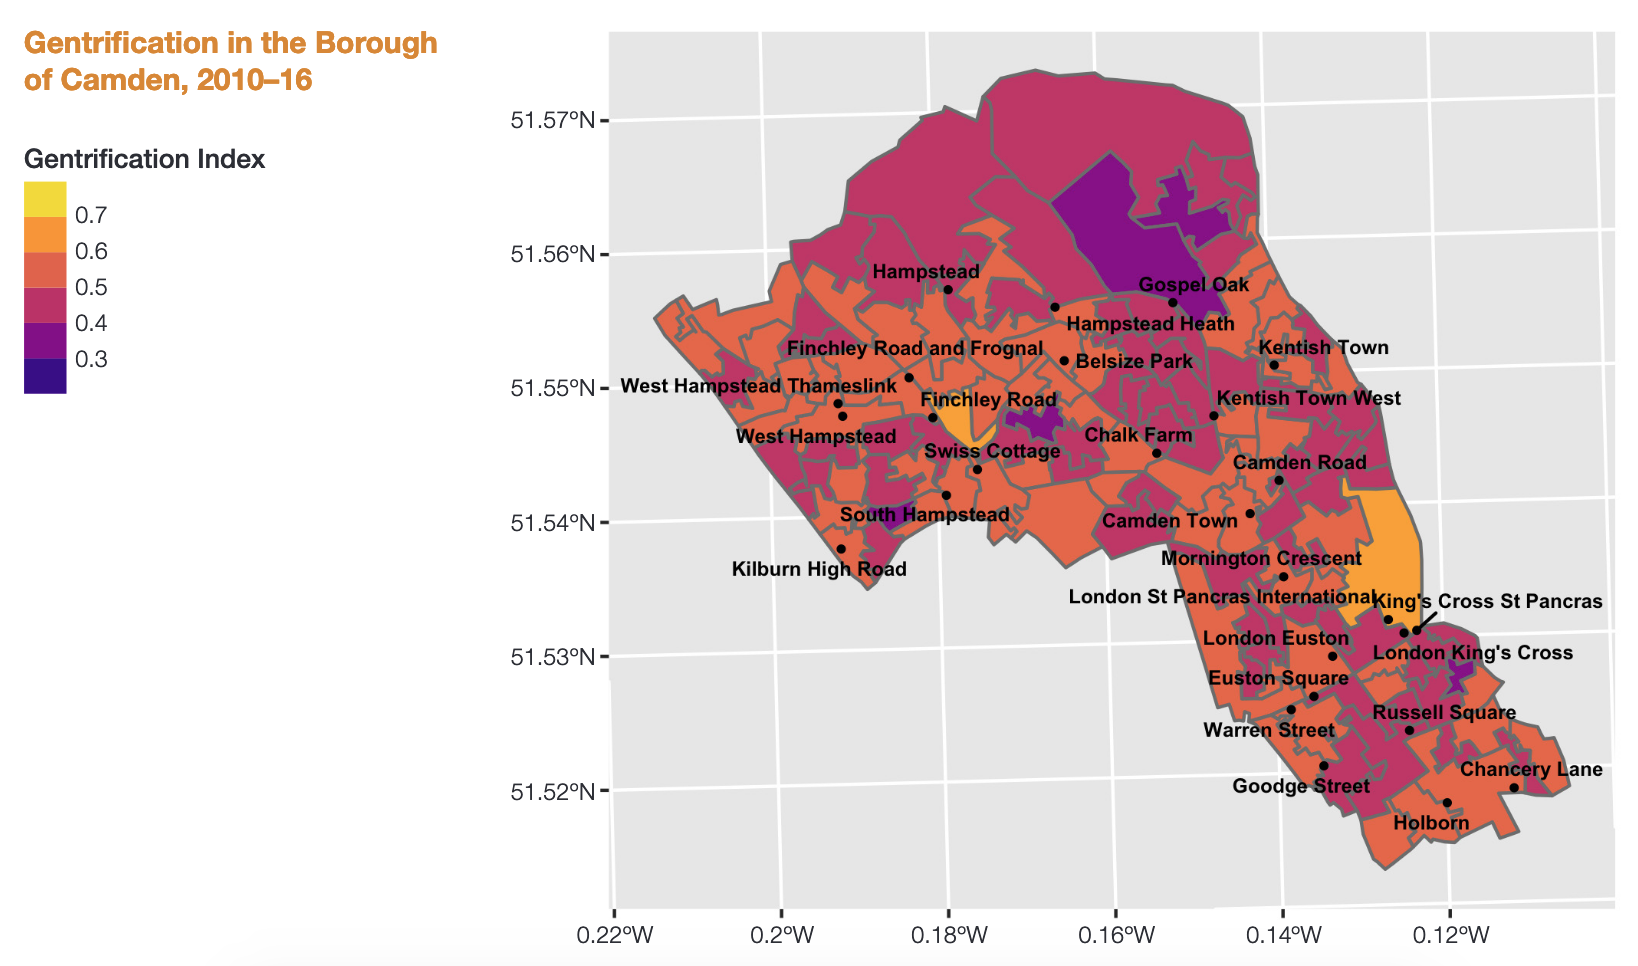 Gentrification in the Borough
of Camden, 2010–16
Gentrification Index
0.7
0.6
0.5
0.4
0.3
51.57°N
51.56°N
51.55°N
51.54°N
51.53°N
51.52°N
Hampstead
Gospel Oak
Hampstead Heath
Finchley Road and Frognal
Kentish Town
Belsize Park
West Hampstead Thameslink
Finchley Road
Kentish Town West
West Hampstead
Chalk Farm
Swiss Cottage
Camden Road
South Hampstead
Camden Town
Mornington Crescent
Kilburn High Road
London St Pancras International
King's Cross St Pancras
London Euston
London King's Cross
Euston Square
Russell Square
Warren Street
Chancery Lane
Goodge Street
Holborn
0.22°W
0.2°W
0.18°W
0.16°W
0.14°W
0.12°W